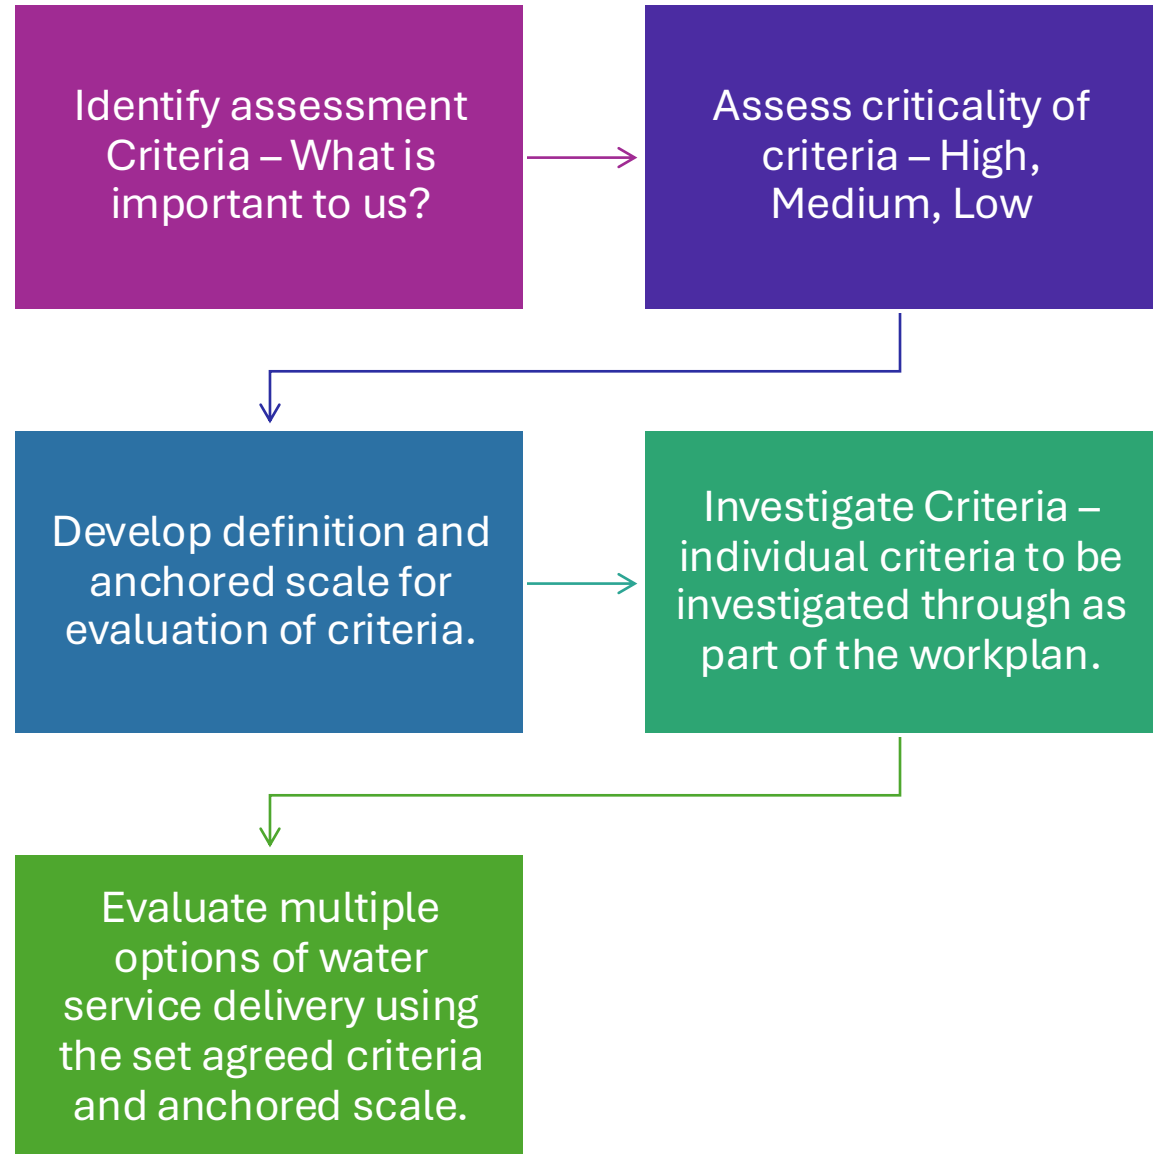 Identify assessment
Criteria – What is
important to us?
Assess criticality of
criteria – High,
Medium, Low
Develop definition and
anchored scale for
evaluation of criteria.
Investigate Criteria –
individual criteria to be
investigated through as
part of the workplan.
Evaluate multiple
options of water
service delivery using
the set agreed criteria
and anchored scale.